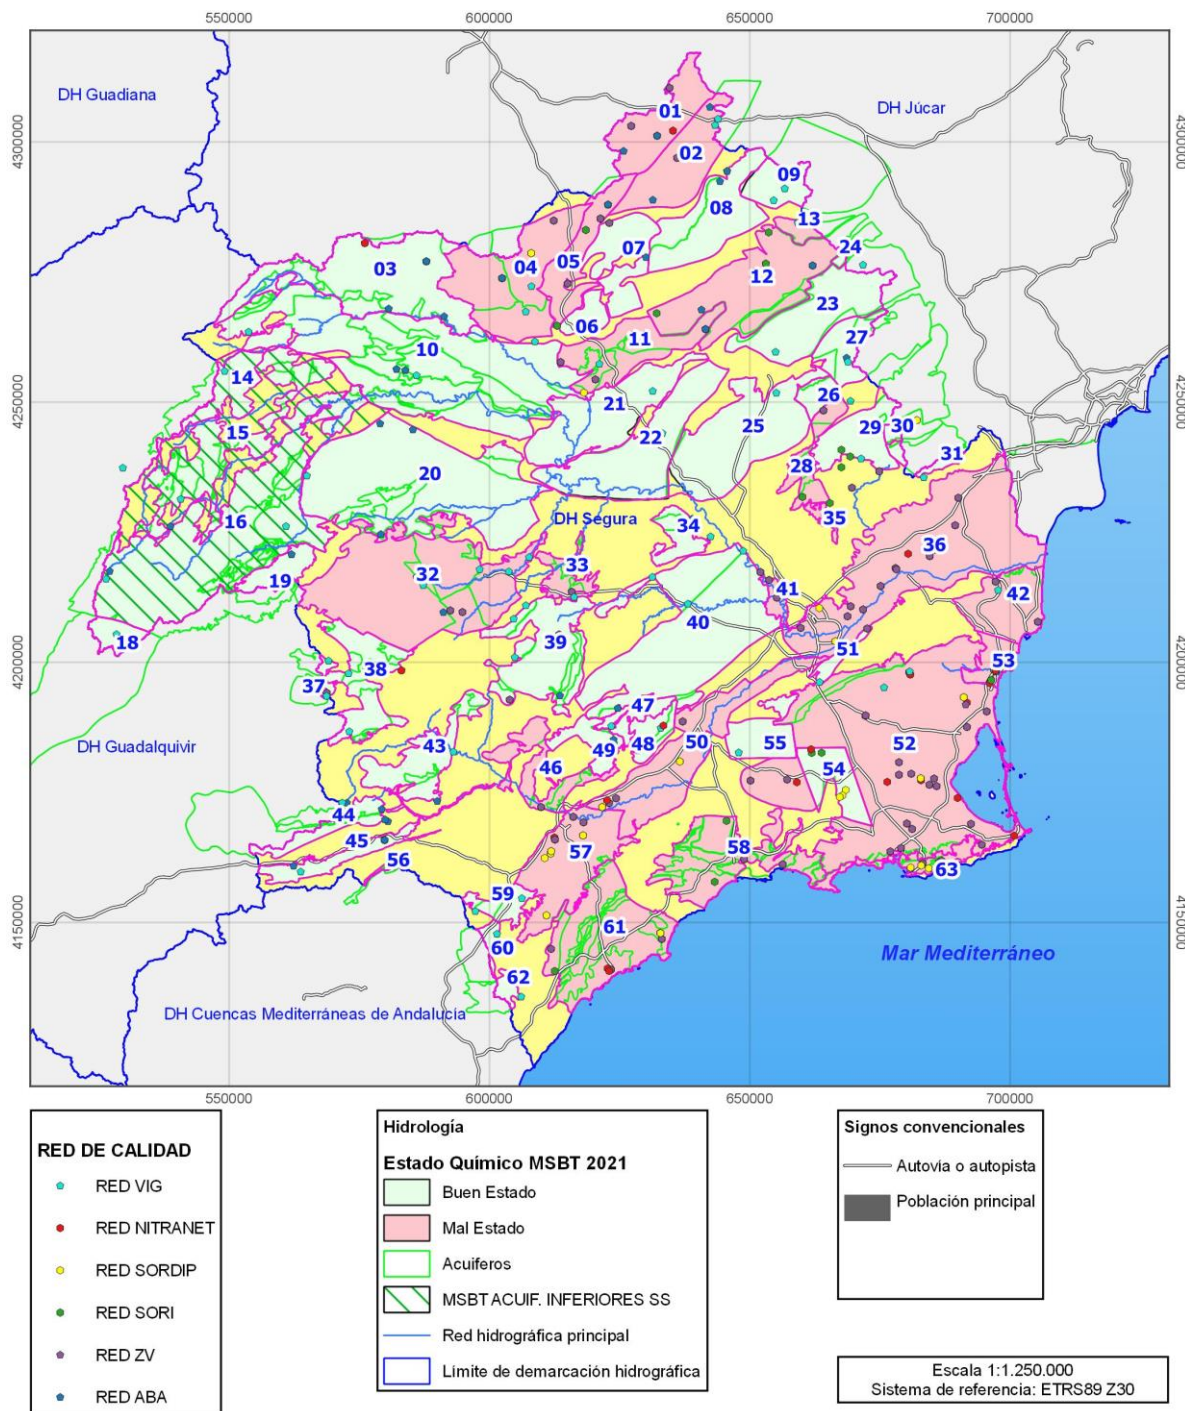 550000 600000 650000 700000
DH Guadiana
DH Júcar
4300000
4300000
01
02
09
08
13
07
24
03
05
04
12
23
06
11
27
10
14
26
4250000
4250000
21
15
22
25
29
30
31
28
20
16
DH Segura
35
34
36
19
32
33
41
42
18
40
39
51
4200000
4200000
38
53
37
47
DH Guadalquivir
43
49
48
50
55
52
46
54
44
45
57
58
56
63
59
61
4150000
4150000
60
62
Mar Mediterráneo
DH Cuencas Mediterráneas de Andalucía
550000 600000 650000 700000
RED DE CALIDAD
RED VIG
RED NITRANET
RED SORDIP
RED SORI
RED ZV
RED ABA
Hidrología
Estado Químico MSBT 2021
Buen Estado
Mal Estado
Acuiferos
MSBT ACUIF. INFERIORES SS
Red hidrográfica principal
Límite de demarcación hidrográfica
Signos convencionales
Autovia o autopista
Población principal
Escala 1:1.250.000
Sistema de referencia: ETRS89 Z30